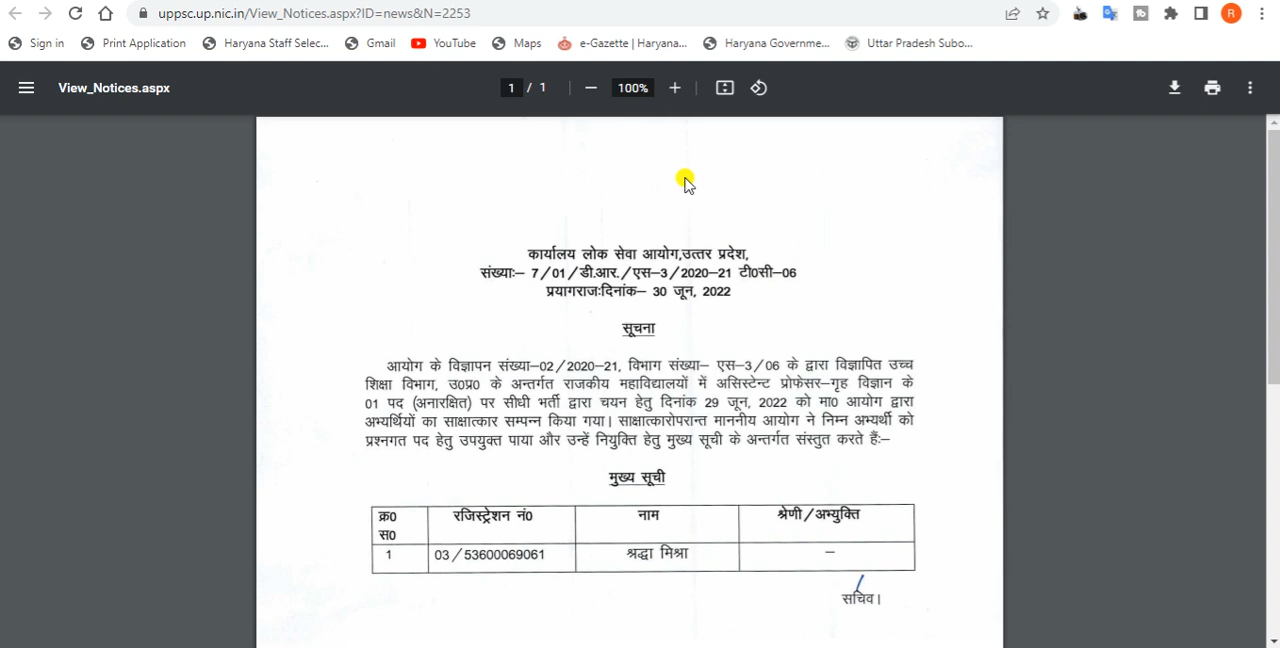 uppsc.up.nic.in/View_Notices.aspx?ID=news&N=2253
R
Sign in Print Application Haryana Staff Selec... Gmail YouTube Maps e-Gazette | Haryana... Haryana Governme... Uttar Pradesh Subo...
View_Notices.aspx 1 / 1 100%
कार्यालय लोक सेवा आयोग,उत्तर प्रदेश,
संख्याः– 7/01/डी.आर./एस–3/2020–21 टी0सी–06
प्रयागराजःदिनांक– 30 जून, 2022
सूचना
आयोग के विज्ञापन संख्या–02/2020–21, विभाग संख्या– एस–3/06 के द्वारा विज्ञापित उच्च
शिक्षा विभाग, उ0प्र0 के अन्तर्गत राजकीय महाविद्यालयों में असिस्टेन्ट प्रोफेसर–गृह विज्ञान के
01 पद (अनारक्षित) पर सीधी भर्ती द्वारा चयन हेतु दिनांक 29 जून, 2022 को मा0 आयोग द्वारा
अभ्यर्थियों का साक्षात्कार सम्पन्न किया गया। साक्षात्कारोपरान्त माननीय आयोग ने निम्न अभ्यर्थी को
प्रश्नगत पद हेतु उपयुक्त पाया और उन्हें नियुक्ति हेतु मुख्य सूची के अन्तर्गत संस्तुत करते हैंः–
मुख्य सूची
क्र0 रजिस्ट्रेशन नं0 नाम श्रेणी/अभ्युक्ति
स0
1 03/53600069061 श्रद्धा मिश्रा –
सचिव।